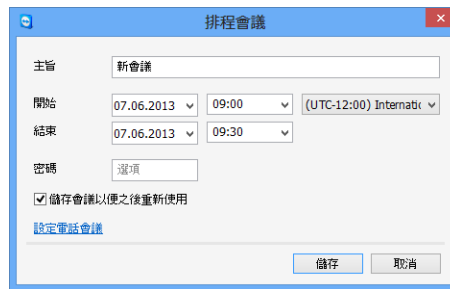 排程會議
主旨 新會議
開始 07.06.2013 09:00 (UTC-12:00) Internatic
結束 07.06.2013 09:30
密碼 選項
儲存會議以便之後重新使用
設定電話會議
儲存 取消